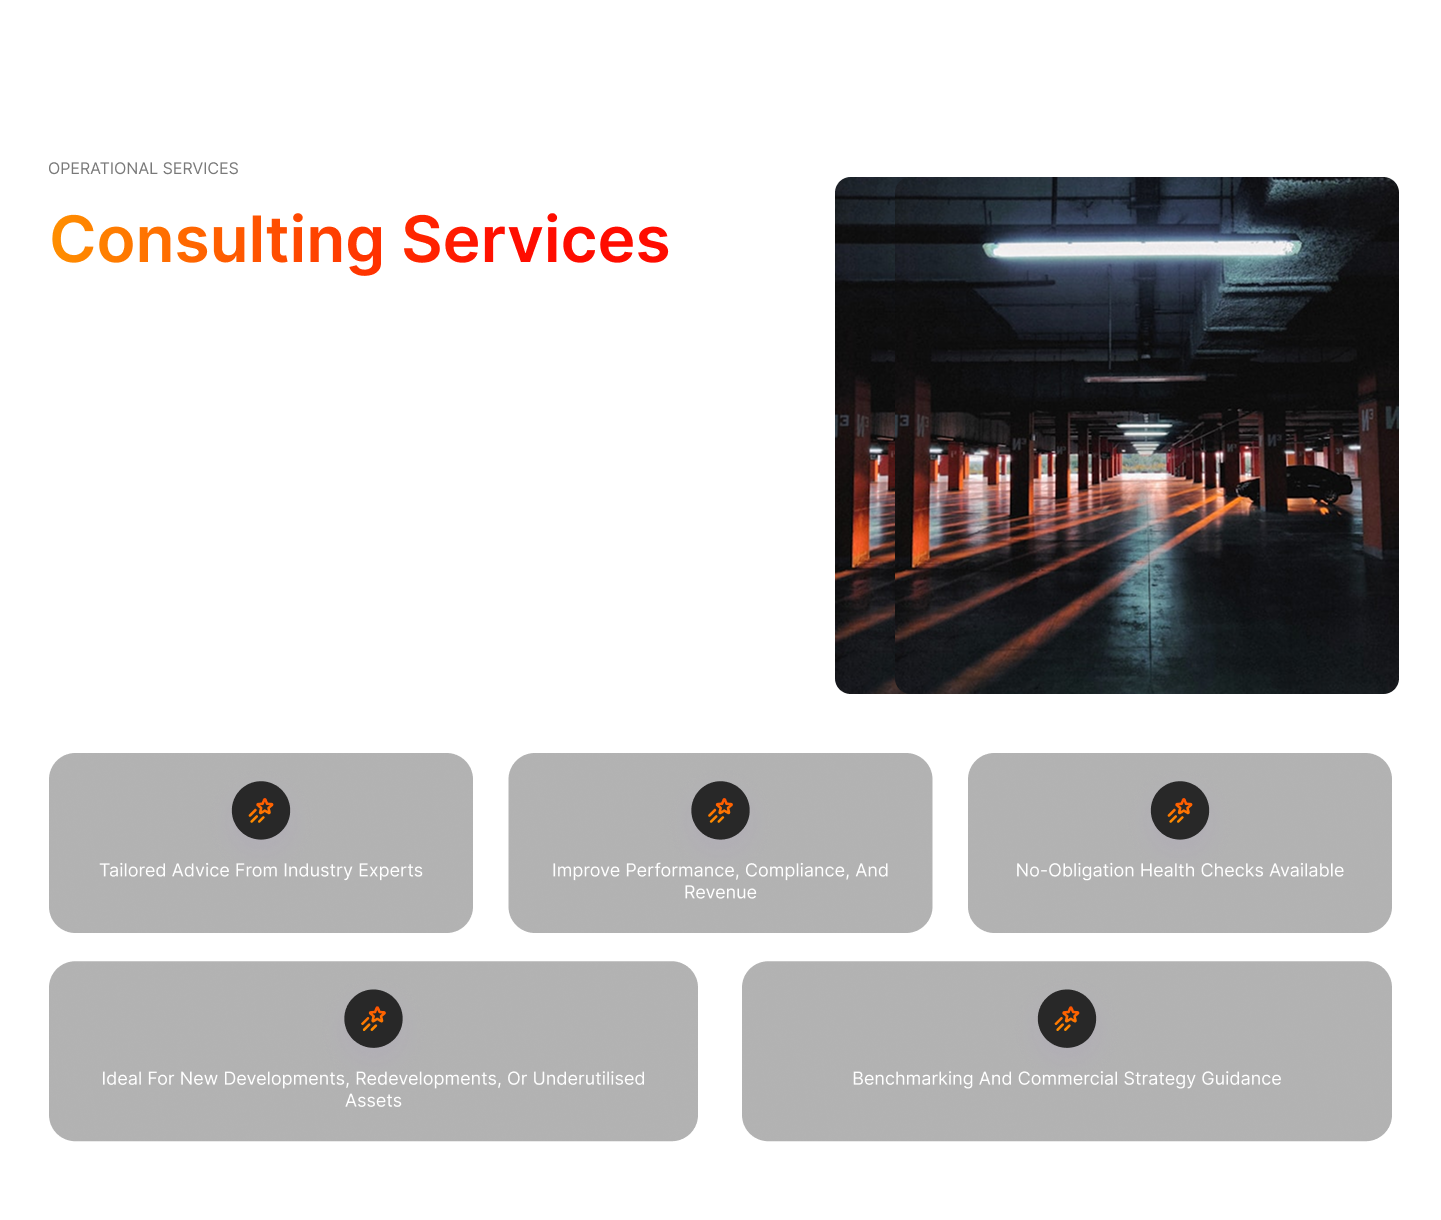 OPERATIONAL SERVICES
Consulting Services
Tailored Advice From Industry Experts
Improve Performance, Compliance, And
Revenue
No-Obligation Health Checks Available
Ideal For New Developments, Redevelopments, Or Underutilised
Assets
Benchmarking And Commercial Strategy Guidance